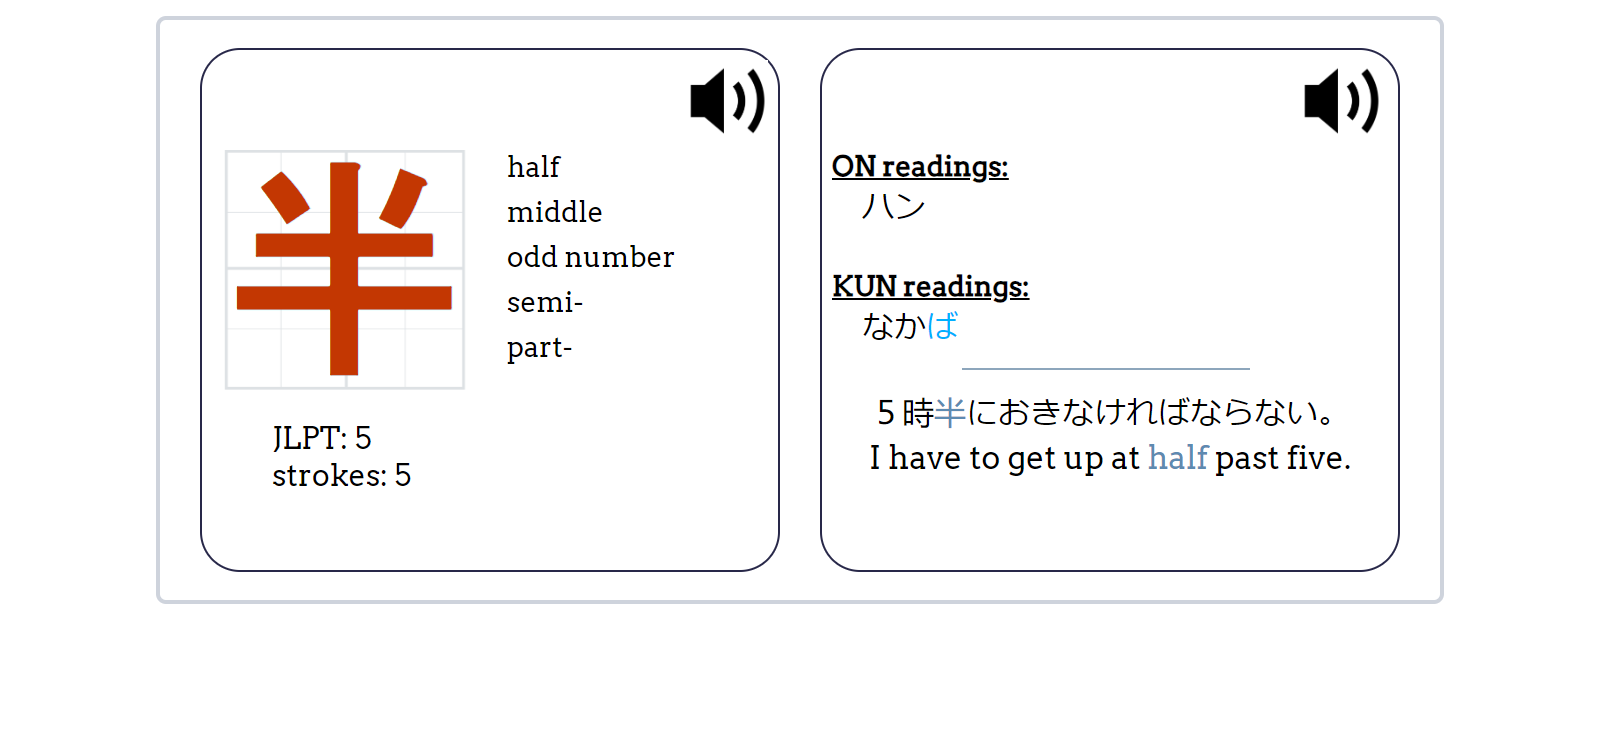 半
half
middle
odd number
semi-
part-
JLPT: 5
strokes: 5
ON readings:
ハン
KUN readings:
なかば
5時半におきなければならない。
I have to get up at half past five.